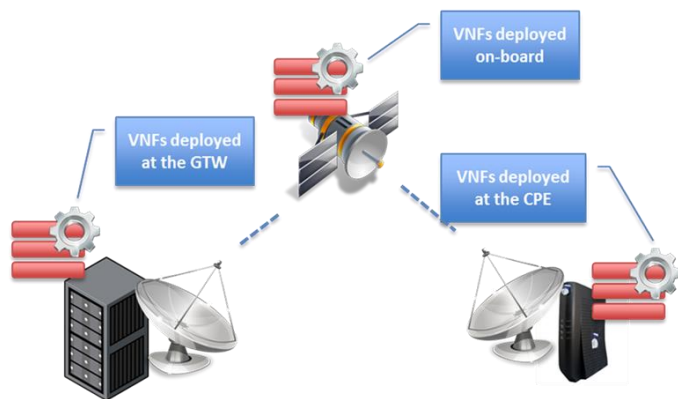 VNFs deployed
on-board
VNFs deployed
at the GTW
VNFs deployed
at the CPE